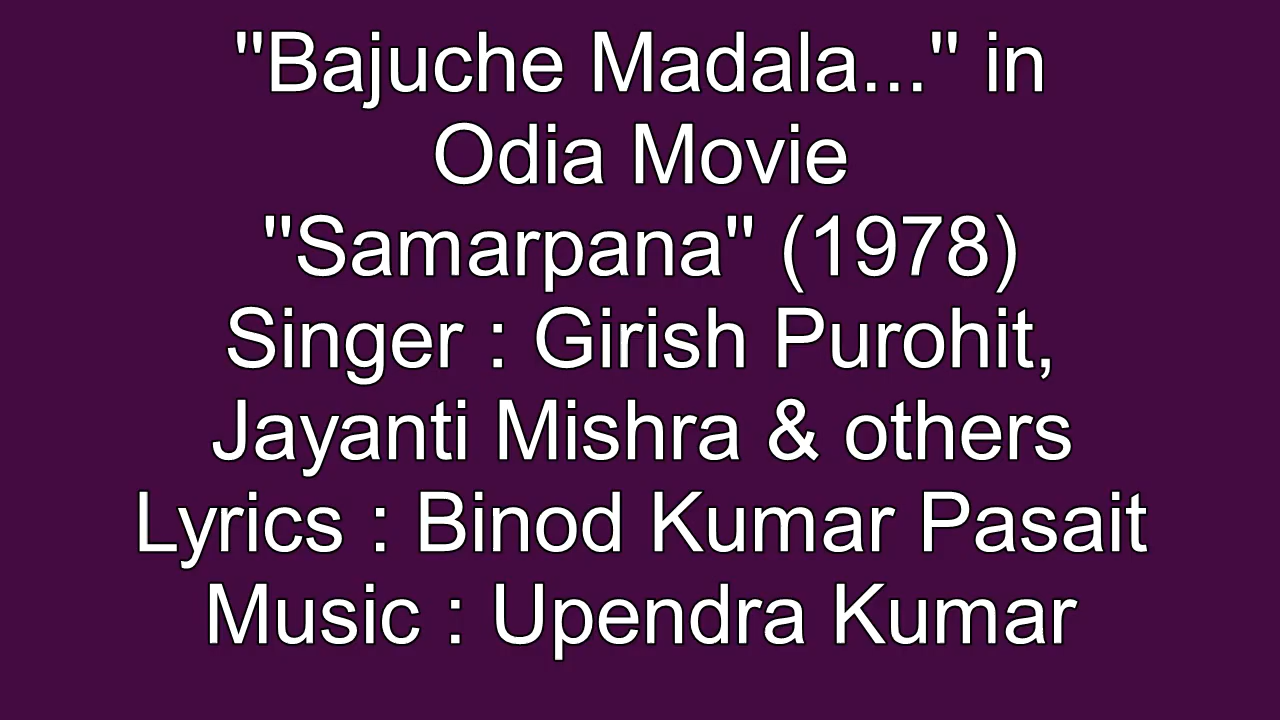 "Bajuche Madala..." in
Odia Movie
"Samarpana" (1978)
Singer : Girish Purohit,
Jayanti Mishra & others
Lyrics : Binod Kumar Pasait
Music : Upendra Kumar